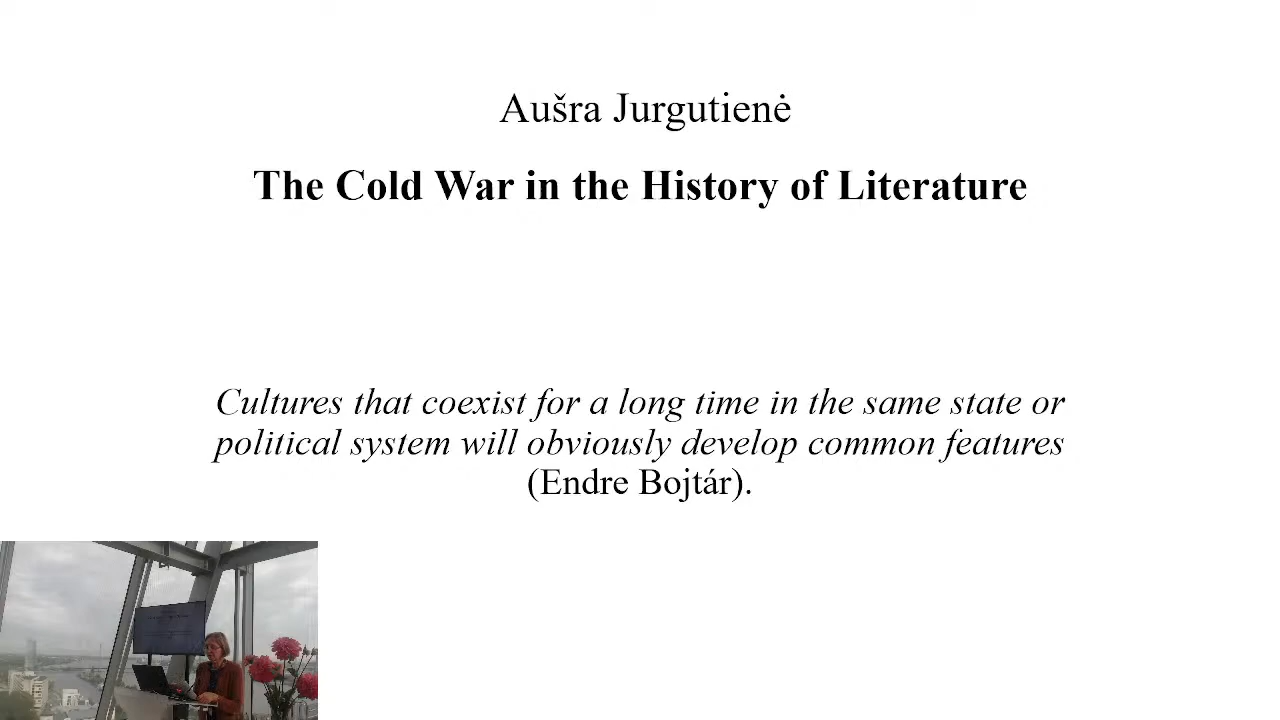 Aušra Jurgutienė
The Cold War in the History of Literature
Cultures that coexist for a long time in the same state or
political system will obviously develop common features
(Endre Bojtár).